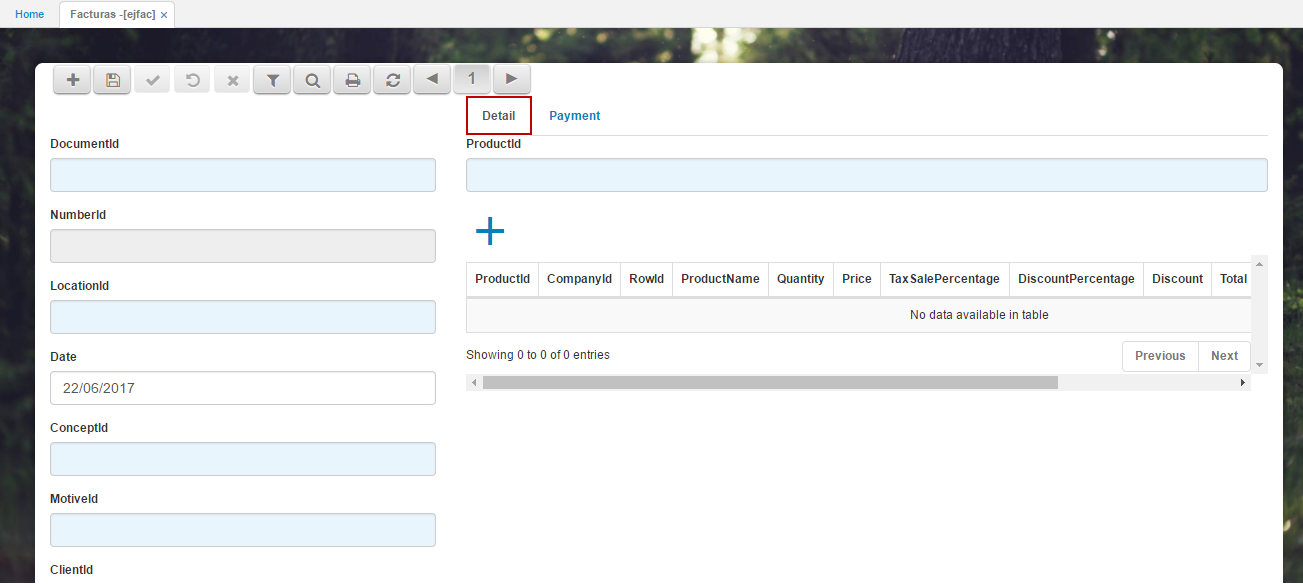 Home
Facturas -[ejfac] ×
1
Detail Payment
DocumentId
ProductId
NumberId
LocationId
ProductId CompanyId RowId ProductName Quantity Price TaxSalePercentage DiscountPercentage Discount Total
No data available in table
Date
22/06/2017
Showing 0 to 0 of 0 entries
Previous Next
ConceptId
MotiveId
ClientId